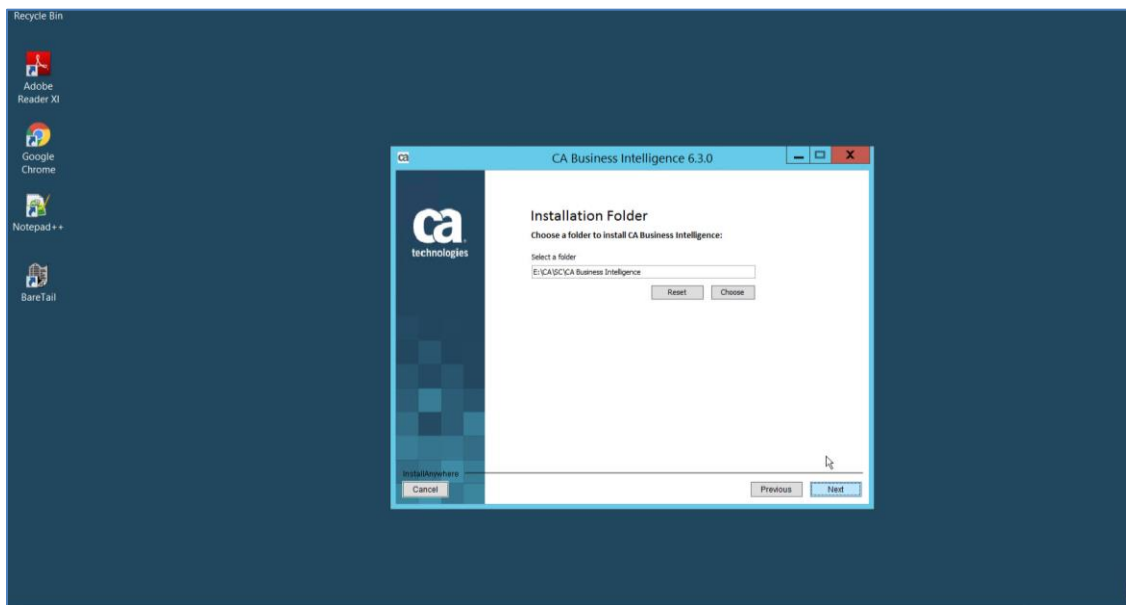 Recycle Bin
Adobe
Reader XI
Google
Chrome
Notepad++
BareTail
ca
CA Business Intelligence 6.3.0
ca
technologies
Installation Folder
Choose a folder to install CA Business Intelligence:
Select a folder
E:\CA\SC\CA Business Intelligence
Reset
Choose
InstallAnywhere
Cancel
Previous
Next